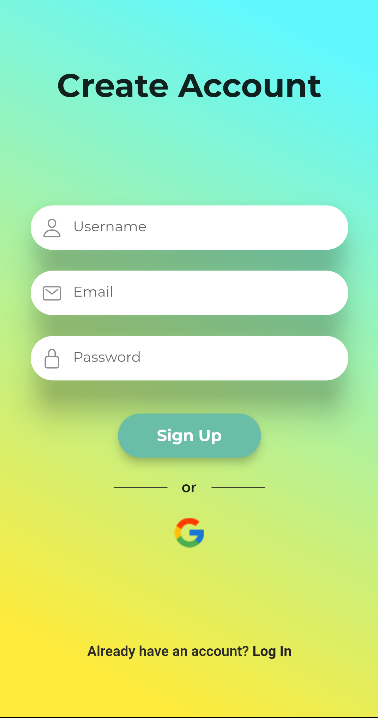 Create Account
Username
Email
Password
Sign Up
or
Already have an account? Log In